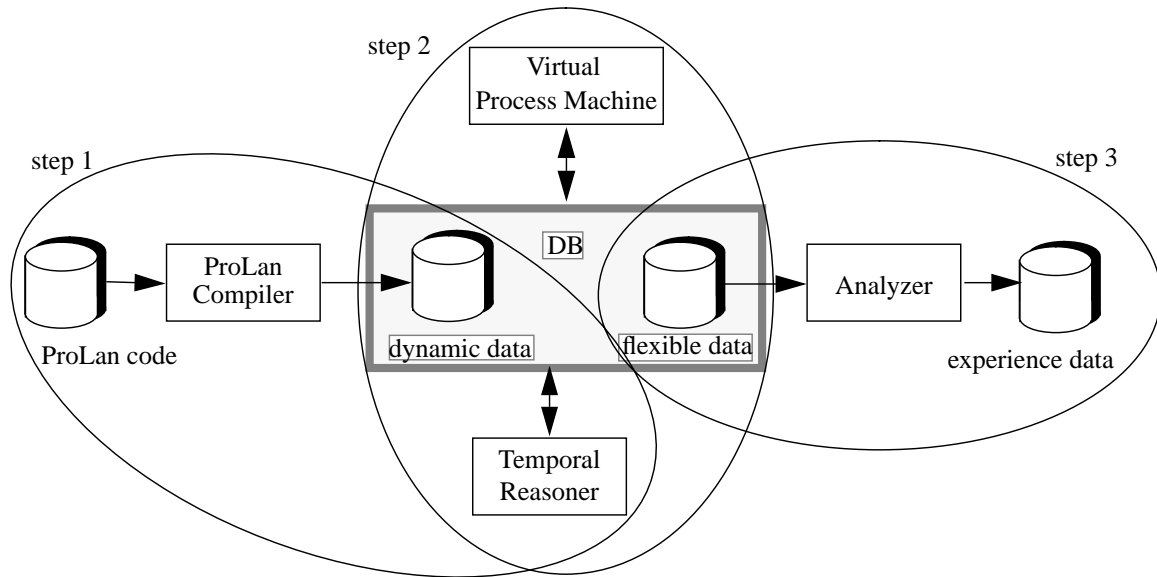 step 2
Virtual
Process Machine
step 1
step 3
DB
ProLan
Compiler
Analyzer
ProLan code
dynamic data
flexible data
experience data
Temporal
Reasoner